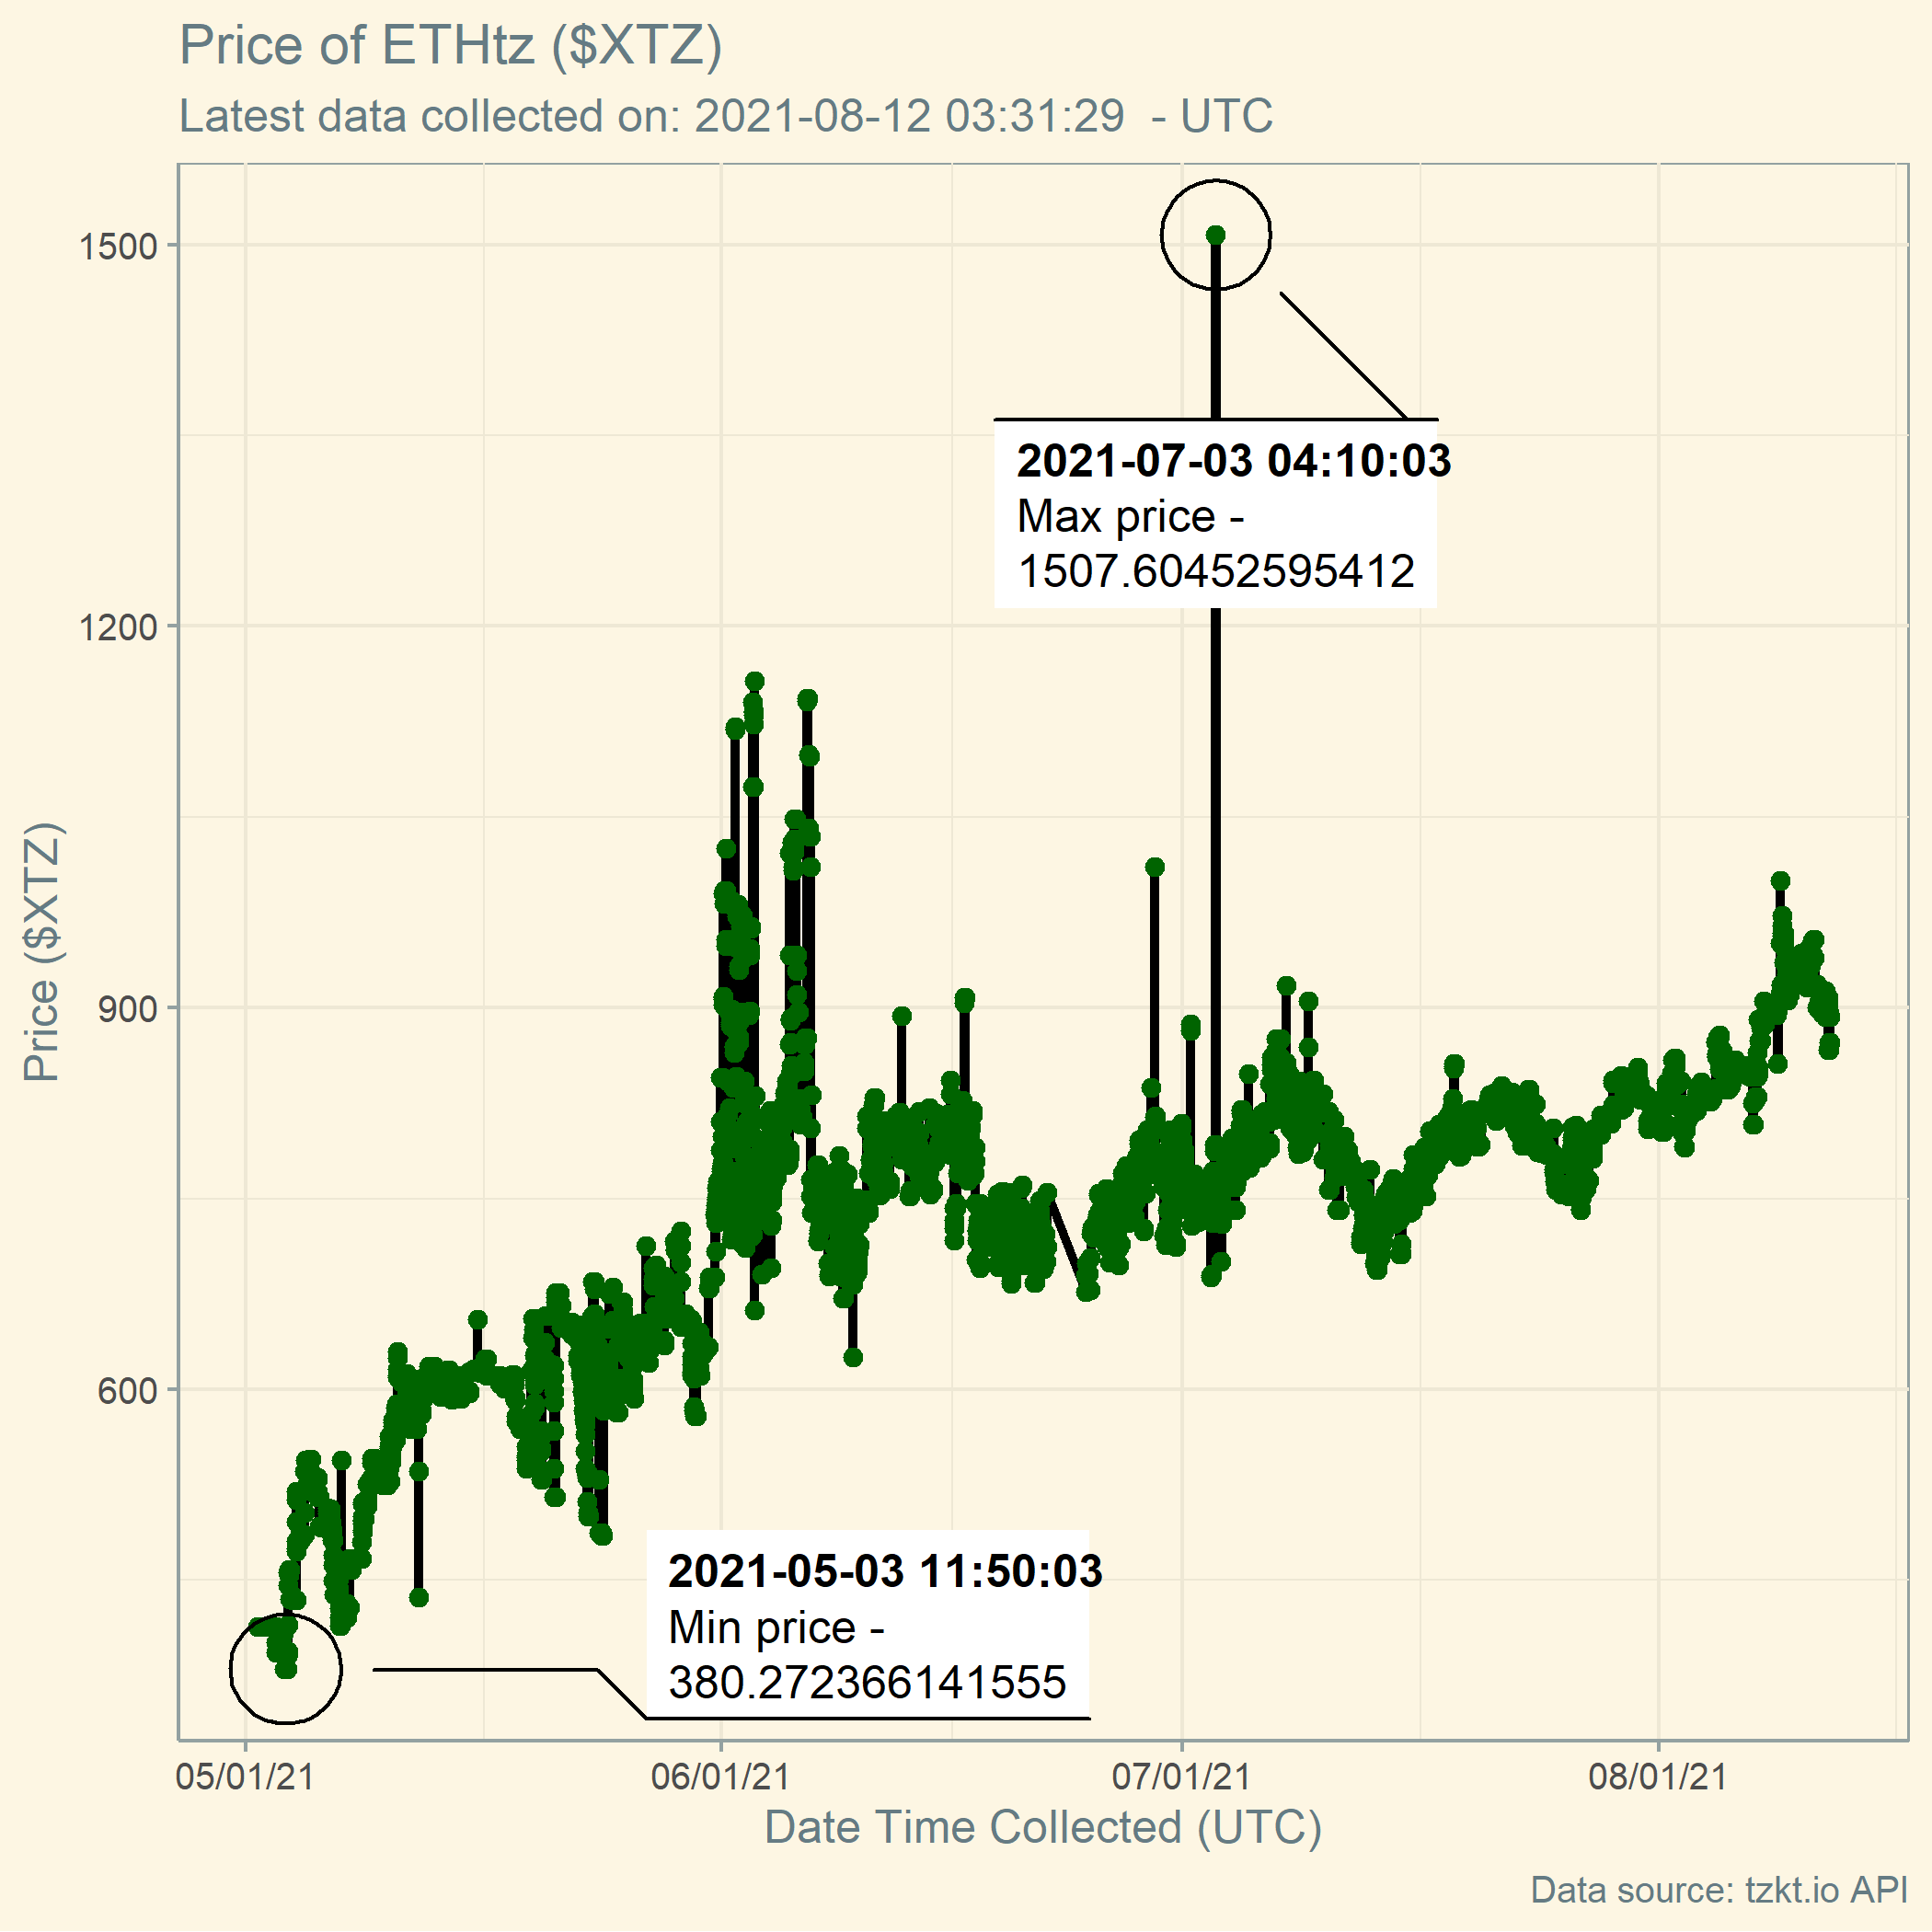 Price of ETHtz ($XTZ)
Latest data collected on: 2021-08-12 03:31:29  - UTC
1500
1200
900
600
Price ($XTZ)
2021-07-03 04:10:03
Max price -
1507.60452595412
2021-05-03 11:50:03
Min price -
380.272366141555
05/01/21
06/01/21
07/01/21
08/01/21
Date Time Collected (UTC)
Data source: tzkt.io API